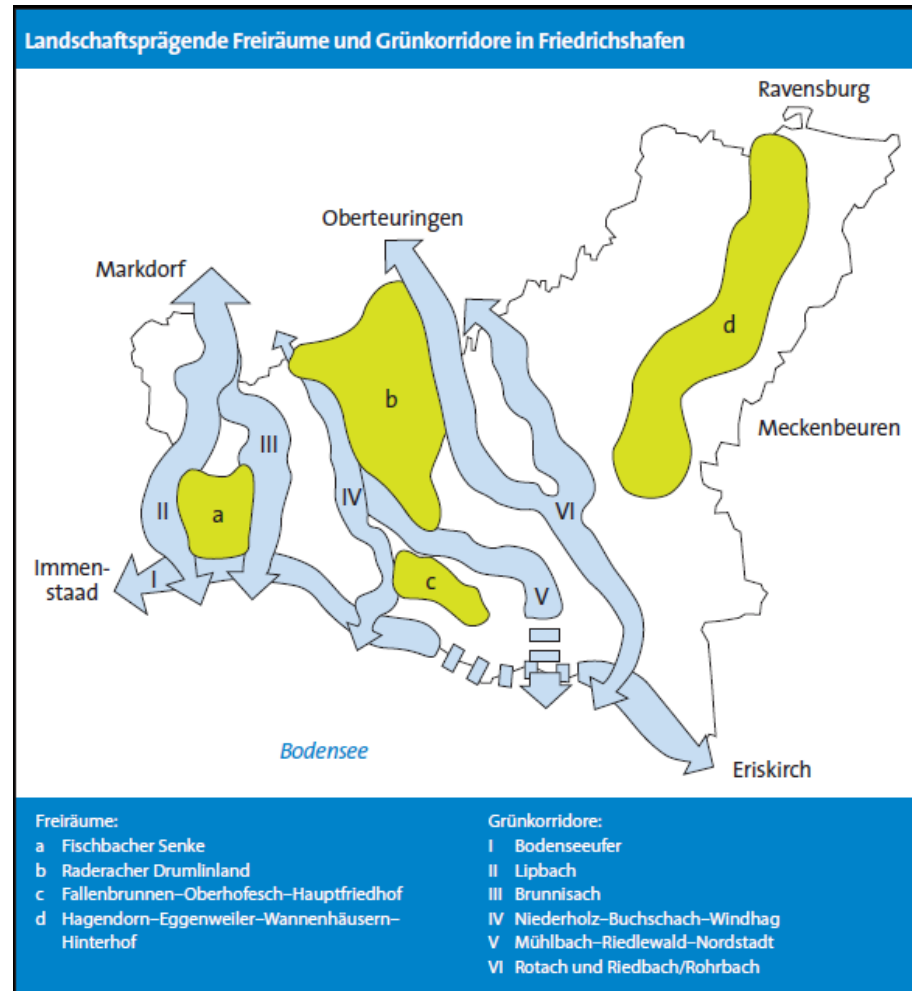 Landschaftsprägende Freiräume und Grünkorridore in Friedrichshafen
Ravensburg
Oberteuringen
Markdorf
d
b
Meckenbeuren
III
II
a
IV
VI
Immen-
staad
I
c
V
Bodensee
Eriskirch
Freiräume:
a Fischbacher Senke
b Raderacher Drumlinland
c Fallenbrunnen–Oberhofesch–Hauptfriedhof
d Hagendorn–Eggenweiler–Wannenhäusern–
Hinterhof
Grünkorridore:
I Bodenseeufer
II Lipbach
III Brunnisach
IV Niederholz–Buchschach–Windhag
V Mühlbach–Riedlewald–Nordstadt
VI Rotach und Riedbach/Rohrbach